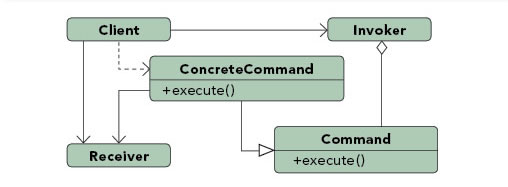 Client
Invoker
ConcreteCommand
+execute()
Command
+execute()
Receiver